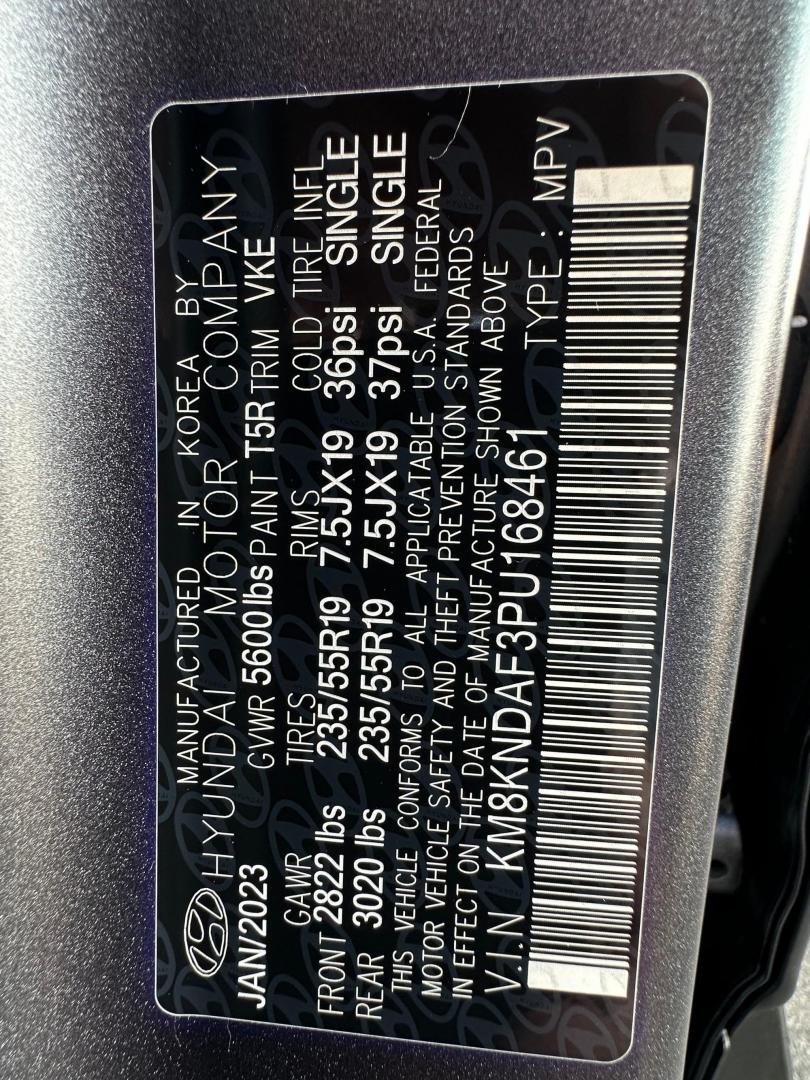 MANUFACTURED IN KOREA BY
HYUNDAI MOTOR COMPANY
JAN/2023 GVWR 5600lbs PAINT T5R TRIM VKE
GAWR TIRES RIMS COLD TIRE INFL
FRONT 2822 lbs 235/55R19 7.5JX19 36psi SINGLE
REAR 3020 lbs 235/55R19 7.5JX19 37psi SINGLE
THIS VEHICLE CONFORMS TO ALL APPLICATABLE U.S.A. FEDERAL
MOTOR VEHICLE SAFETY AND THEFT PREVENTION STANDARDS
IN EFFECT ON THE DATE OF MANUFACTURE SHOWN ABOVE
V.I.N KM8KNDAF3PU168461 TYPE : MPV